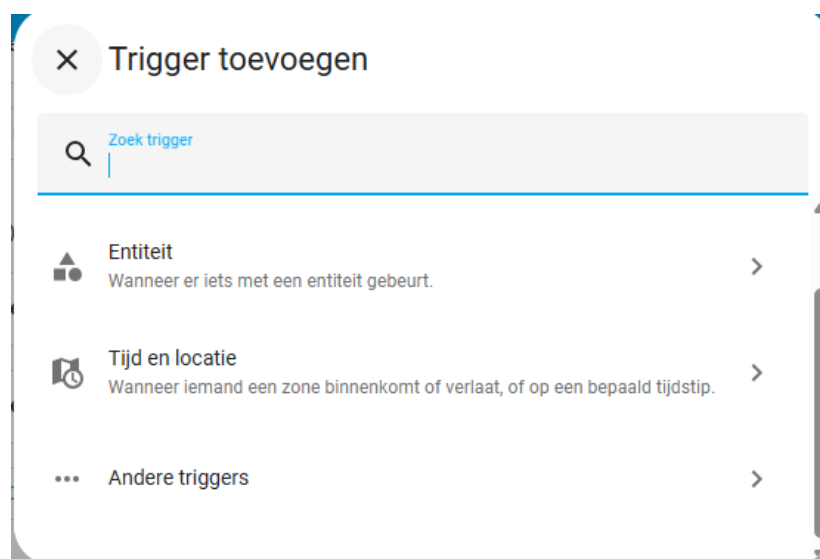 Trigger toevoegen
Zoek trigger
Entiteit
Wanneer er iets met een entiteit gebeurt.
Tijd en locatie
Wanneer iemand een zone binnenkomt of verlaat, of op een bepaald tijdstip.
Andere triggers